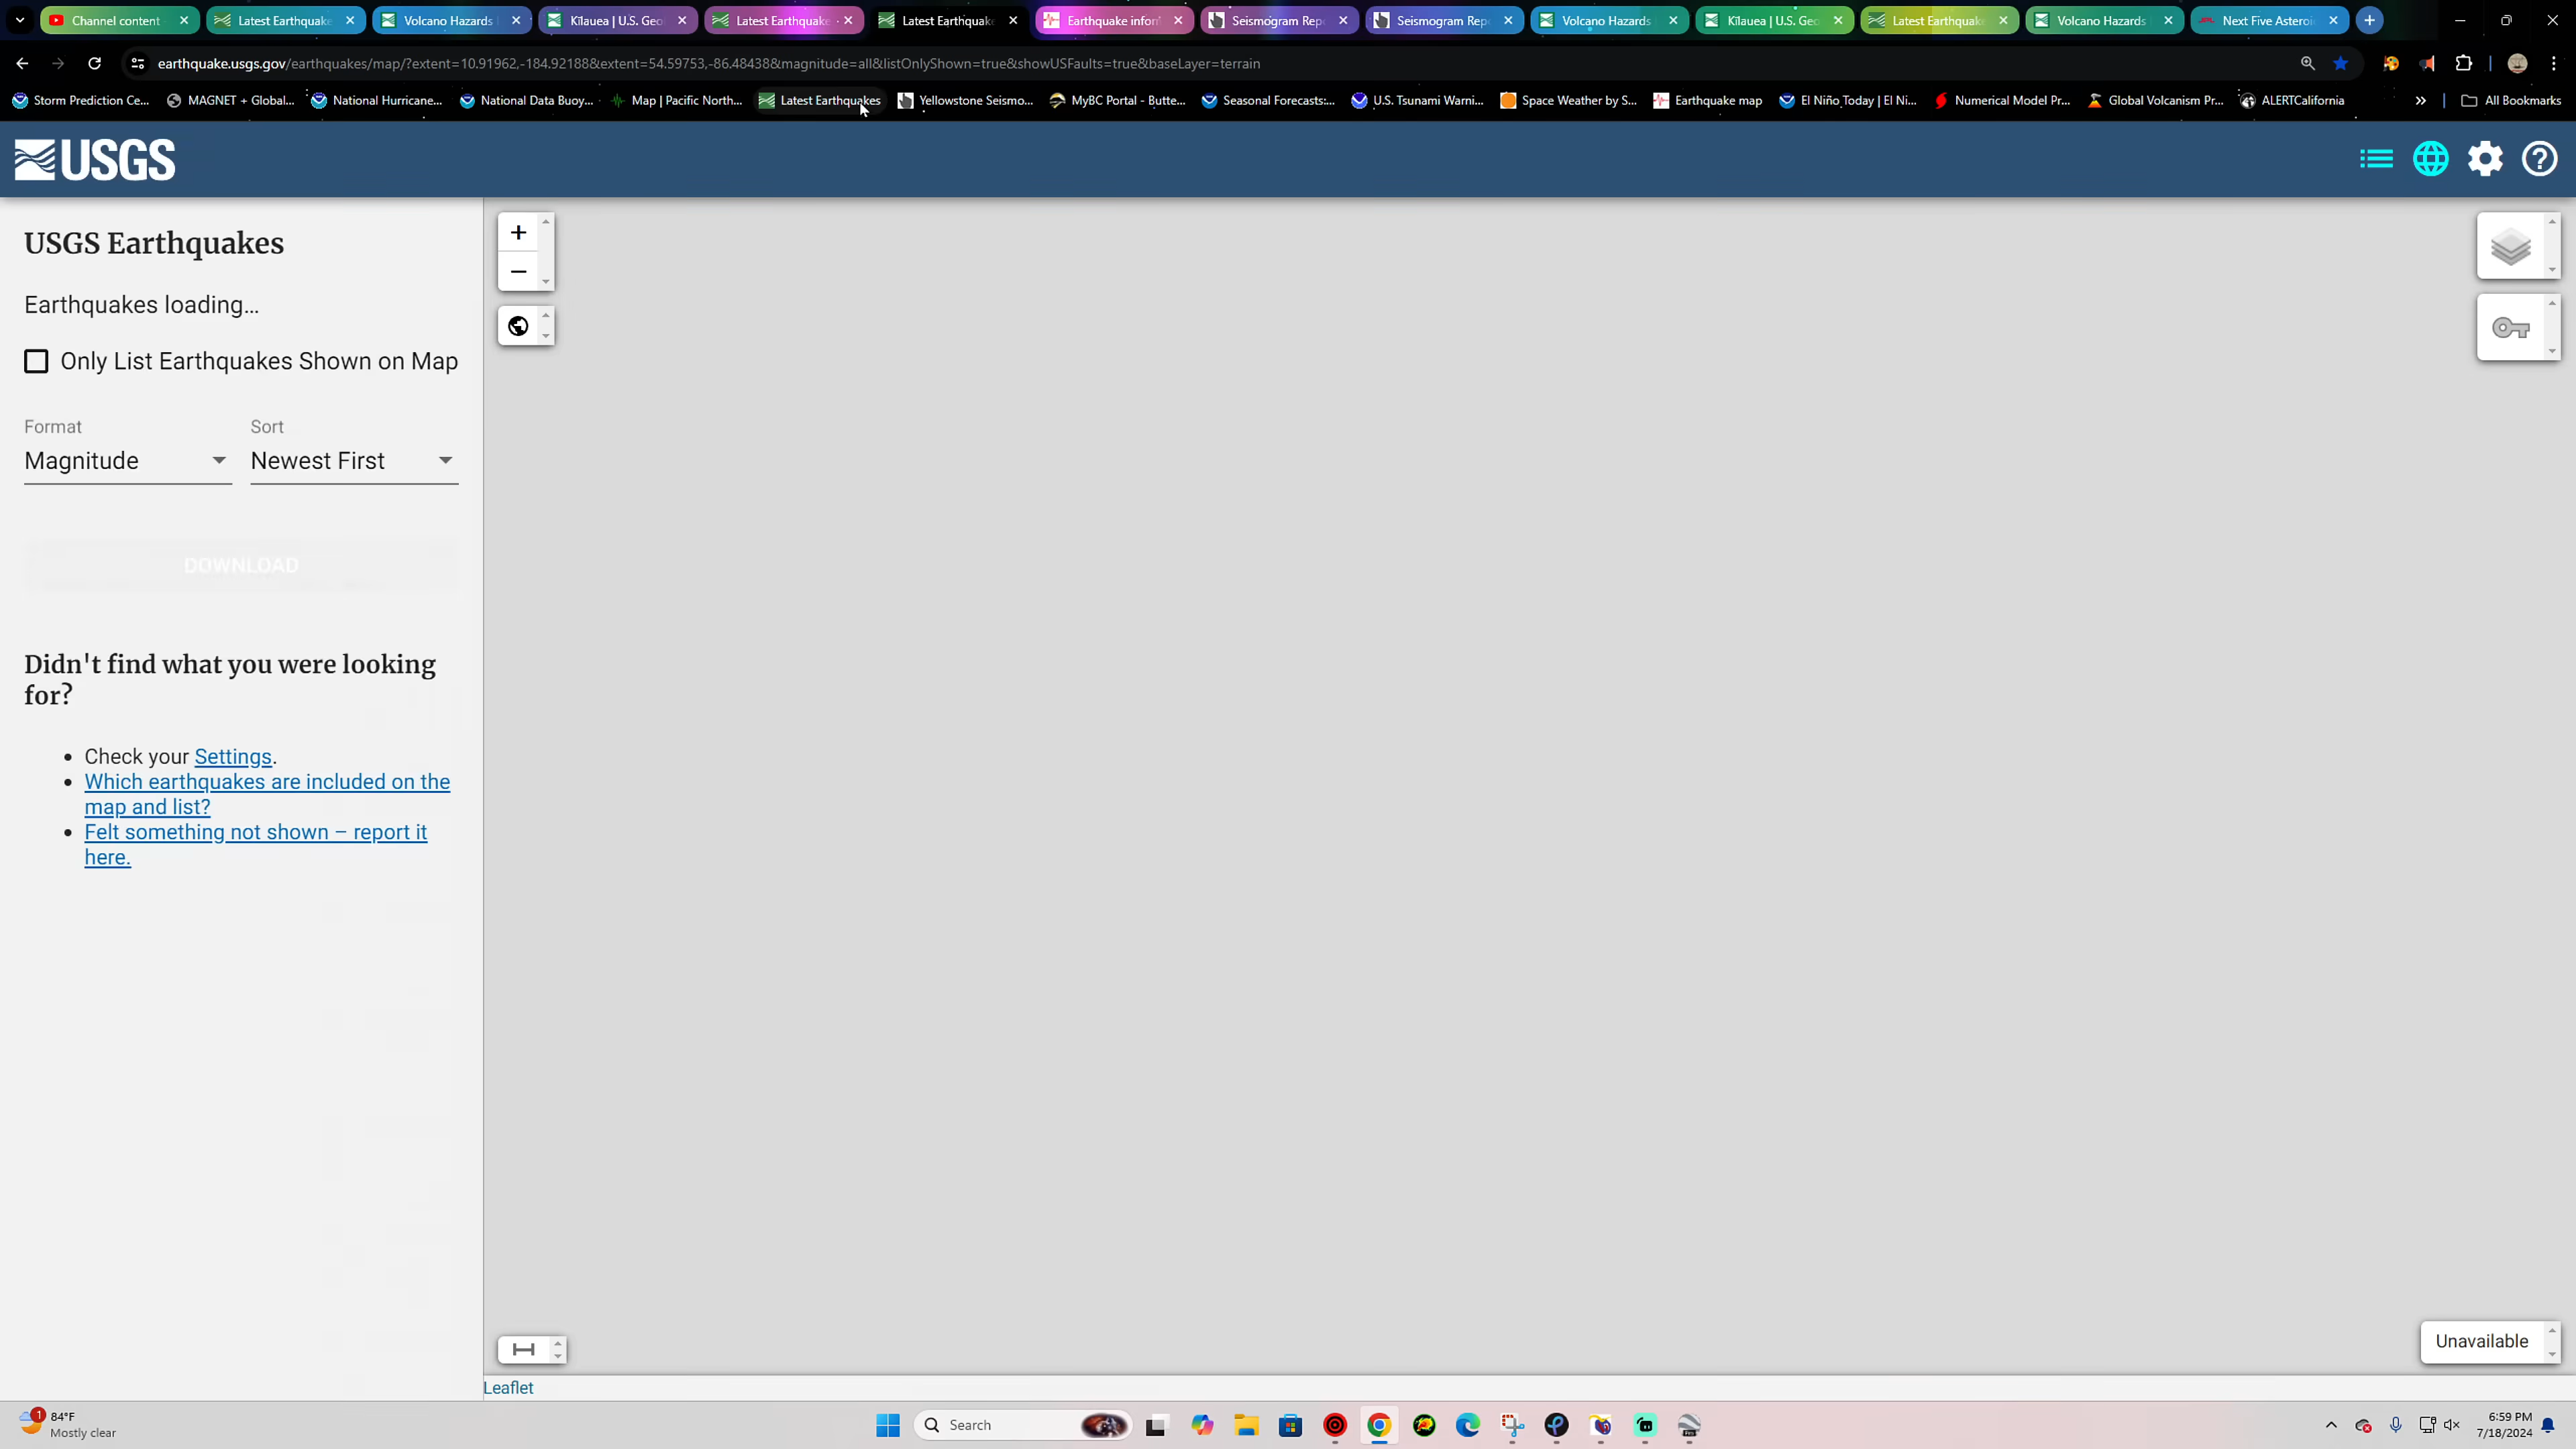 Channel content
Latest Earthquake
Volcano Hazards
Kīlauea | U.S. Geo
Latest Earthquake
Latest Earthquake
Earthquake inform
Seismogram Rep
Seismogram Rep
Volcano Hazards
Kīlauea | U.S. Geo
Latest Earthquake
Volcano Hazards
Next Five Asteroi
earthquake.usgs.gov/earthquakes/map/?extent=10.91962,-184.92188&extent=54.59753,-86.48438&magnitude=all&listOnlyShown=true&showUSFaults=true&baseLayer=terrain
Storm Prediction Ce...
MAGNET + Global...
National Hurricane...
National Data Buoy...
Map | Pacific North...
Latest Earthquakes
Yellowstone Seismo...
MyBC Portal - Butte...
Seasonal Forecasts:...
U.S. Tsunami Warni...
Space Weather by S...
Earthquake map
El Niño Today | El Ni...
Numerical Model Pr...
Global Volcanism Pr...
ALERTCalifornia
All Bookmarks
USGS
USGS Earthquakes
Earthquakes loading...
Only List Earthquakes Shown on Map
Format
Sort
Magnitude
Newest First
DOWNLOAD
Didn't find what you were looking
for?
Check your Settings.
Which earthquakes are included on the
map and list?
Felt something not shown – report it
here.
Unavailable
Leaflet
1
84°F
Mostly clear
Search
6:59 PM
7/18/2024